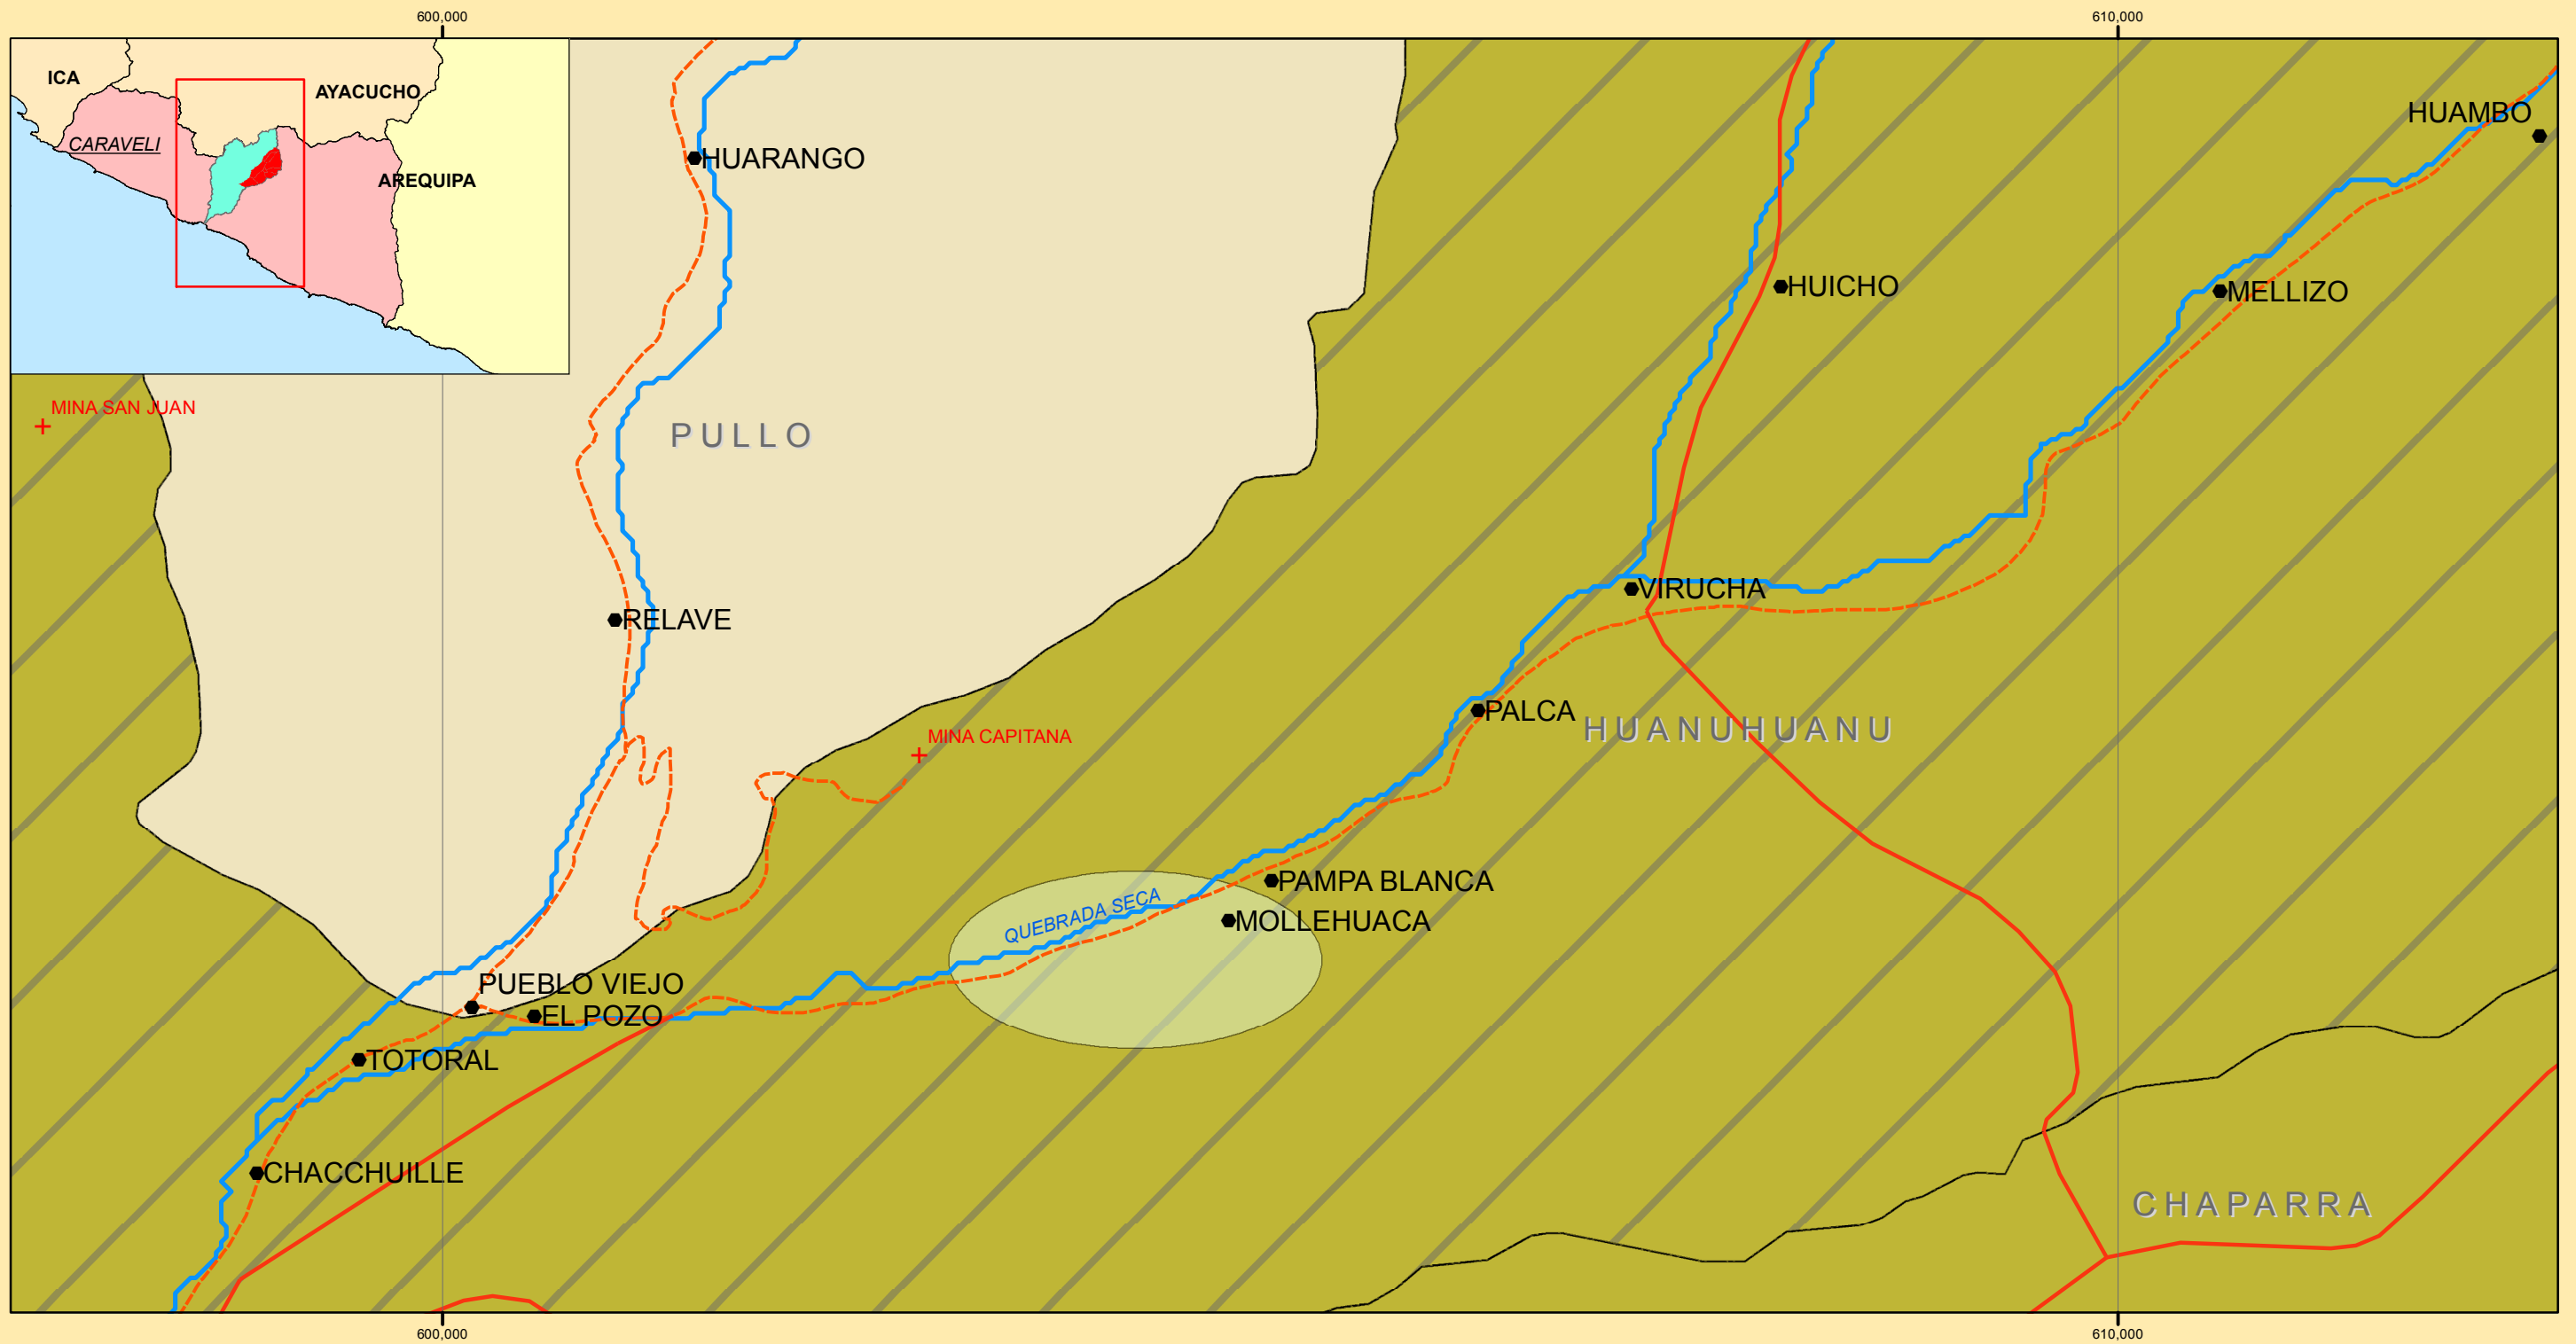 600,000
610,000
ICA
AYACUCHO
CARAVELI
AREQUIPA
HUAMBO
HUARANGO
HUICHO
MELLIZO
MINA SAN JUAN
PULLO
VIRUCHA
RELAVE
PALCA
HUANUHUANU
MINA CAPITANA
PAMPA BLANCA
QUEBRADA SECA
MOLLEHUACA
PUEBLO VIEJO
EL POZO
TOTORAL
CHACCHUILLE
CHAPARRA
600,000
610,000